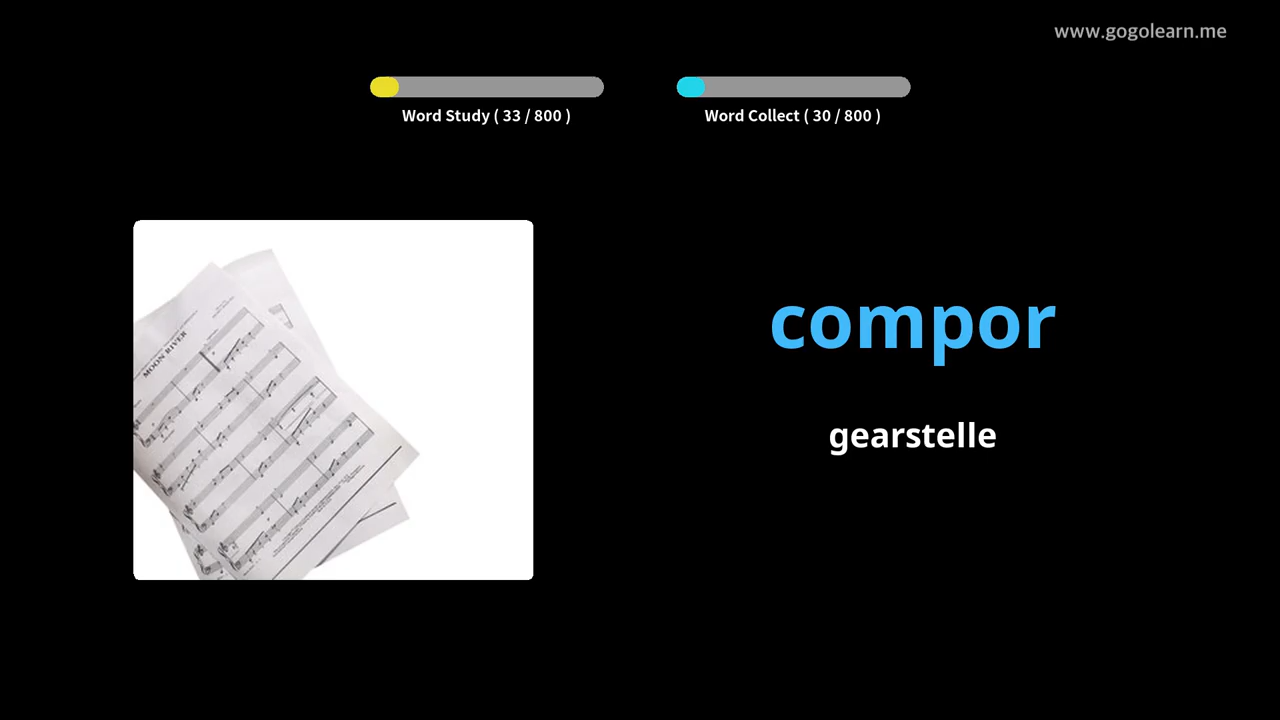 www.gogolearn.me
Word Study ( 33 / 800 )
Word Collect ( 30 / 800 )
MOON RIVER
compor
gearstelle